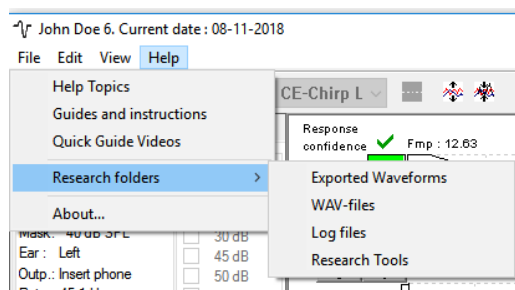 John Doe 6. Current date : 08-11-2018
File Edit View Help
Help Topics
Guides and instructions
Quick Guide Videos
Research folders
About...
CE-Chirp L
Response
confidence
Fmp : 12.63
Exported Waveforms
WAV-files
Log files
Research Tools
Mask: 40 dB SPL
Ear : Left
Outp.: Insert phone
30 dB
45 dB
50 dB